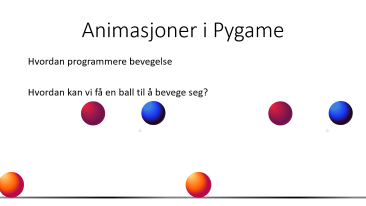 Animasjoner i Pygame
Hvordan programmere bevegelse
Hvordan kan vi få en ball til å bevege seg?